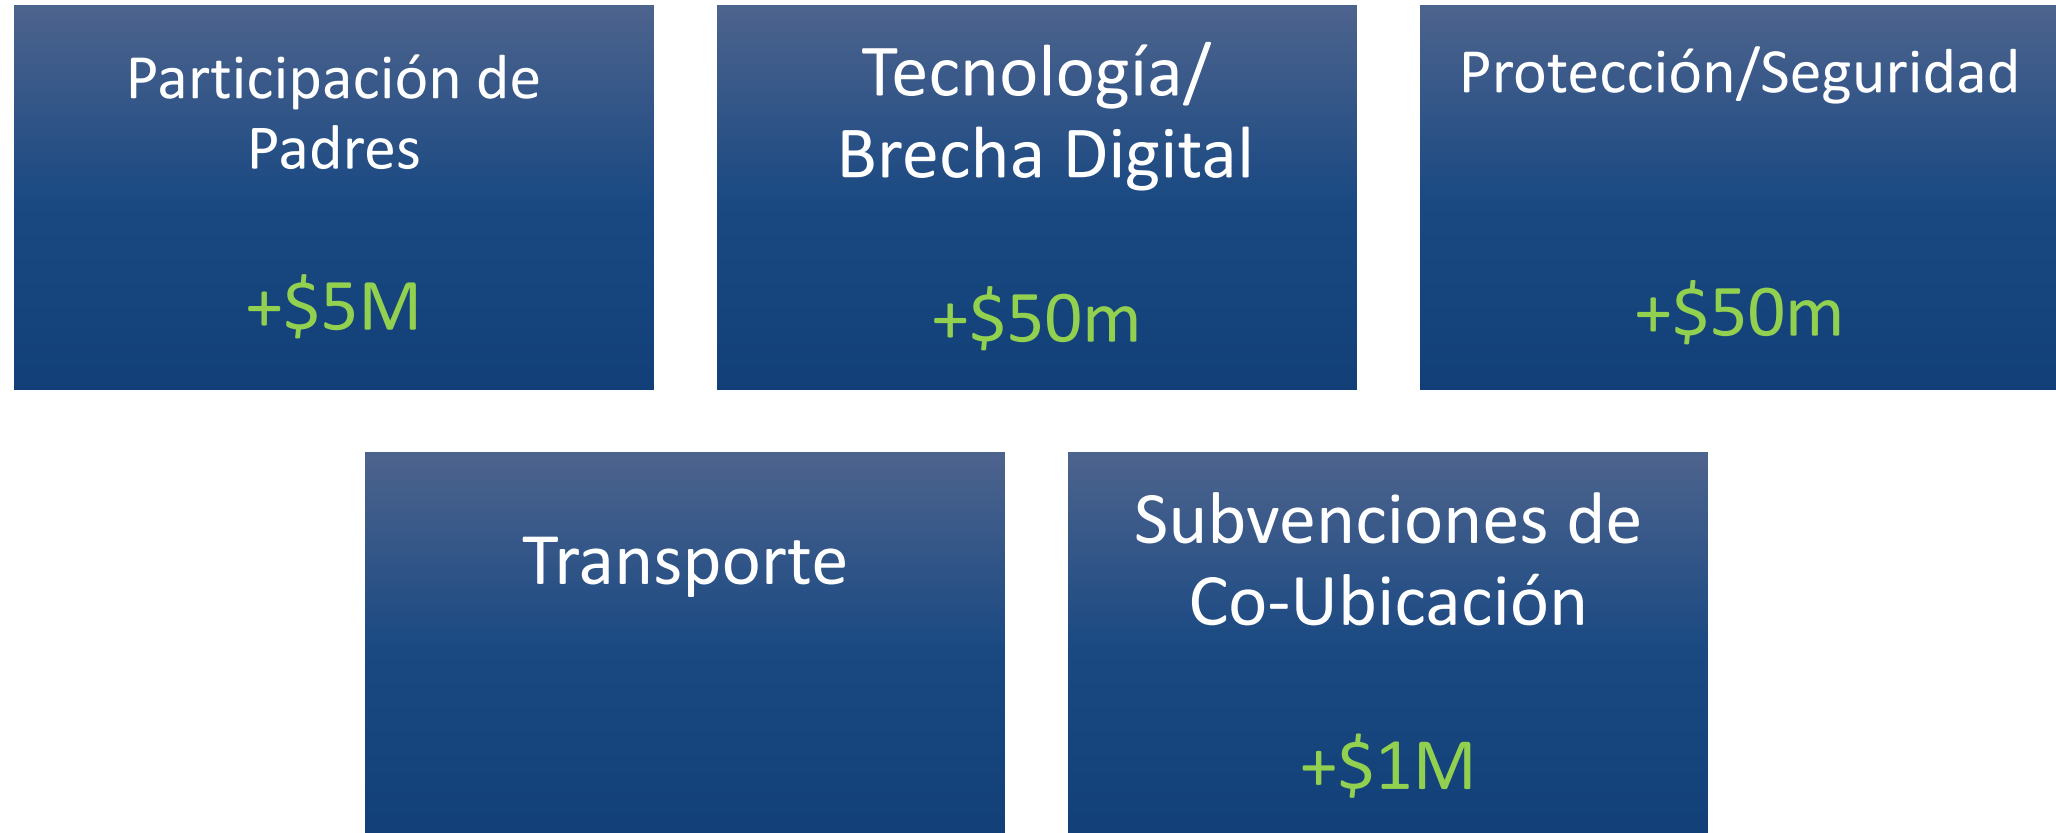 Participación de
Padres
+$5M
Tecnología/
Brecha Digital
+$50m
Protección/Seguridad
+$50m
Transporte
Subvenciones de
Co-Ubicación
+$1M